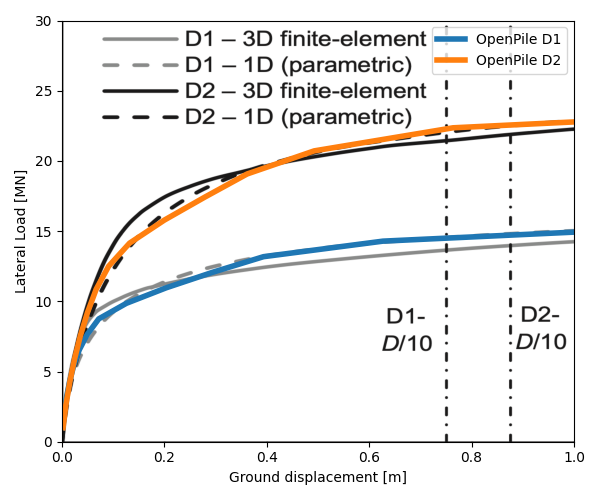 D1 – 3D finite-element
D1 – 1D (parametric)
D2 – 3D finite-element
D2 – 1D (parametric)
OpenPile D1
OpenPile D2
D1-
D/10
D2-
D/10
Lateral Load [MN]
30
25
20
15
10
5
0
0.0 0.2 0.4 0.6 0.8 1.0
Ground displacement [m]